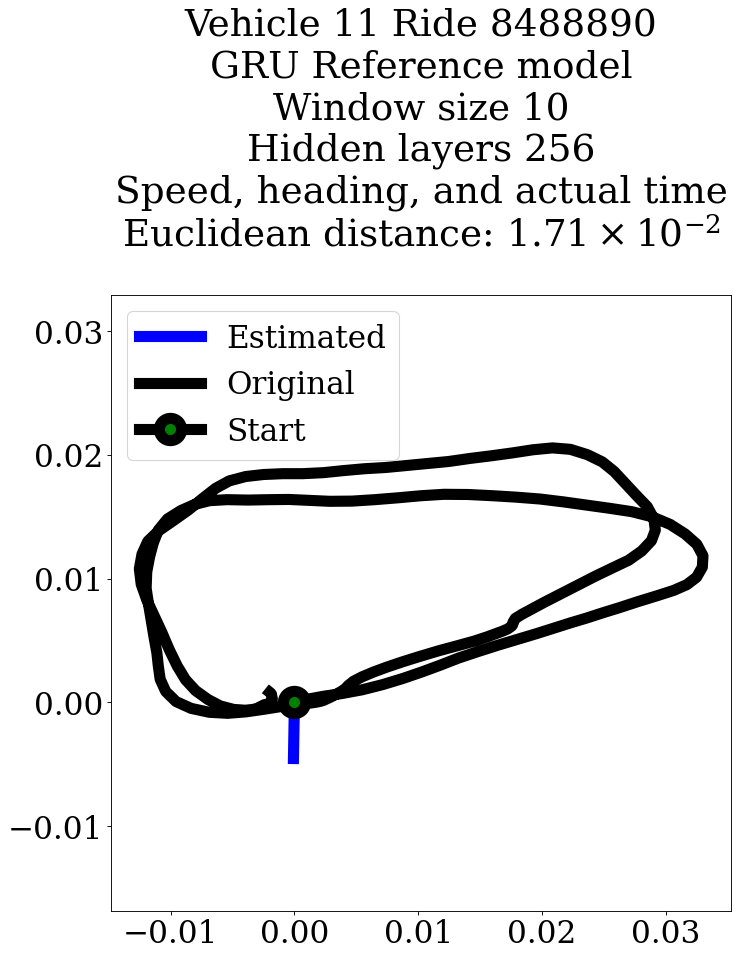 Vehicle 11 Ride 8488890
GRU Reference model
Window size 10
Hidden layers 256
Speed, heading, and actual time
Euclidean distance: 1.71 × 10⁻²
Estimated
Original
Start
0.03
0.02
0.01
0.00
−0.01
−0.01 0.00 0.01 0.02 0.03